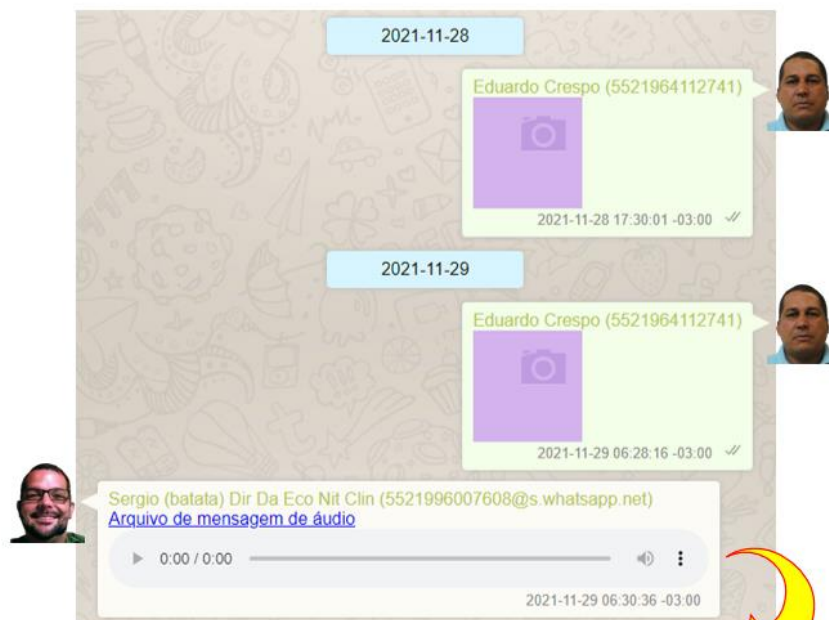 2021-11-28
Eduardo Crespo (5521964112741)
2021-11-28 17:30:01 -03:00
2021-11-29
Eduardo Crespo (5521964112741)
2021-11-29 06:28:16 -03:00
Sergio (batata) Dir Da Eco Nit Clin (5521996007608@s.whatsapp.net)
Arquivo de mensagem de áudio
0:00 / 0:00
2021-11-29 06:30:36 -03:00